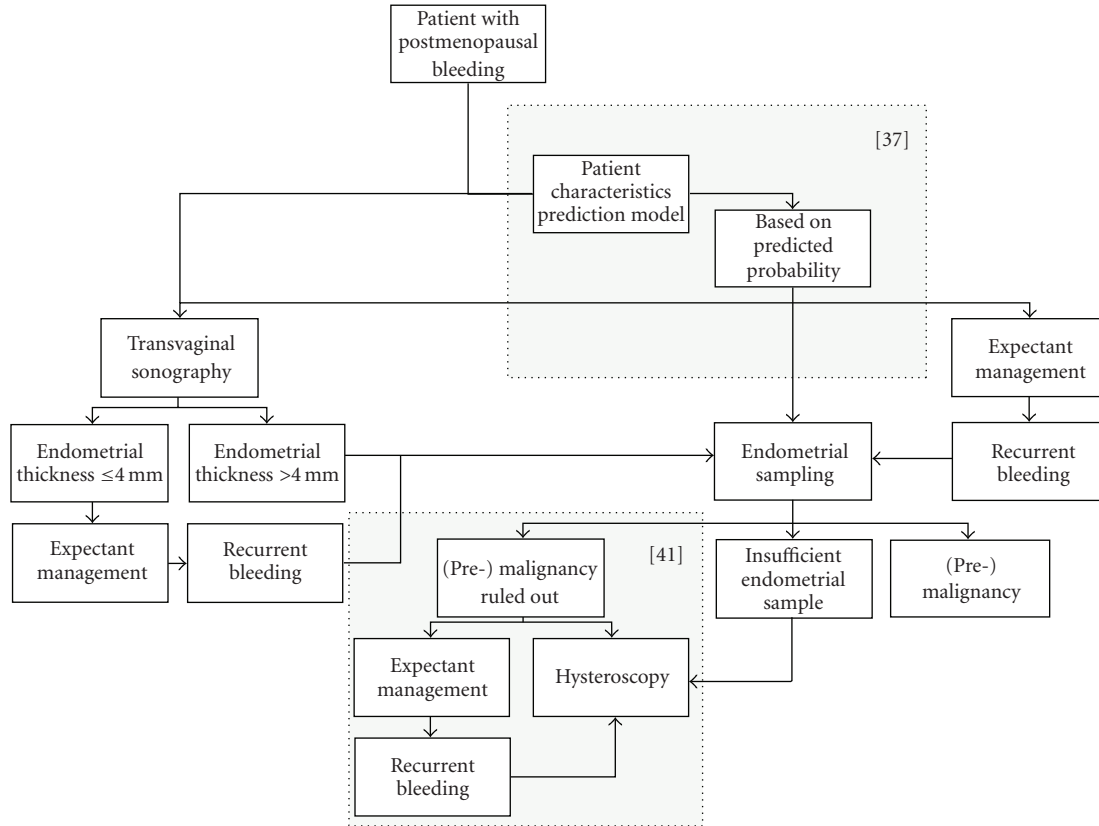 Patient with
postmenopausal
bleeding
[37]
Patient
characteristics
prediction model
Based on
predicted
probability
Transvaginal
sonography
Expectant
management
Endometrial
thickness ≤4 mm
Endometrial
thickness >4 mm
Endometrial
sampling
Recurrent
bleeding
Expectant
management
Recurrent
bleeding
[41]
(Pre-) malignancy
ruled out
Insufficient
endometrial
sample
(Pre-)
malignancy
Expectant
management
Hysteroscopy
Recurrent
bleeding